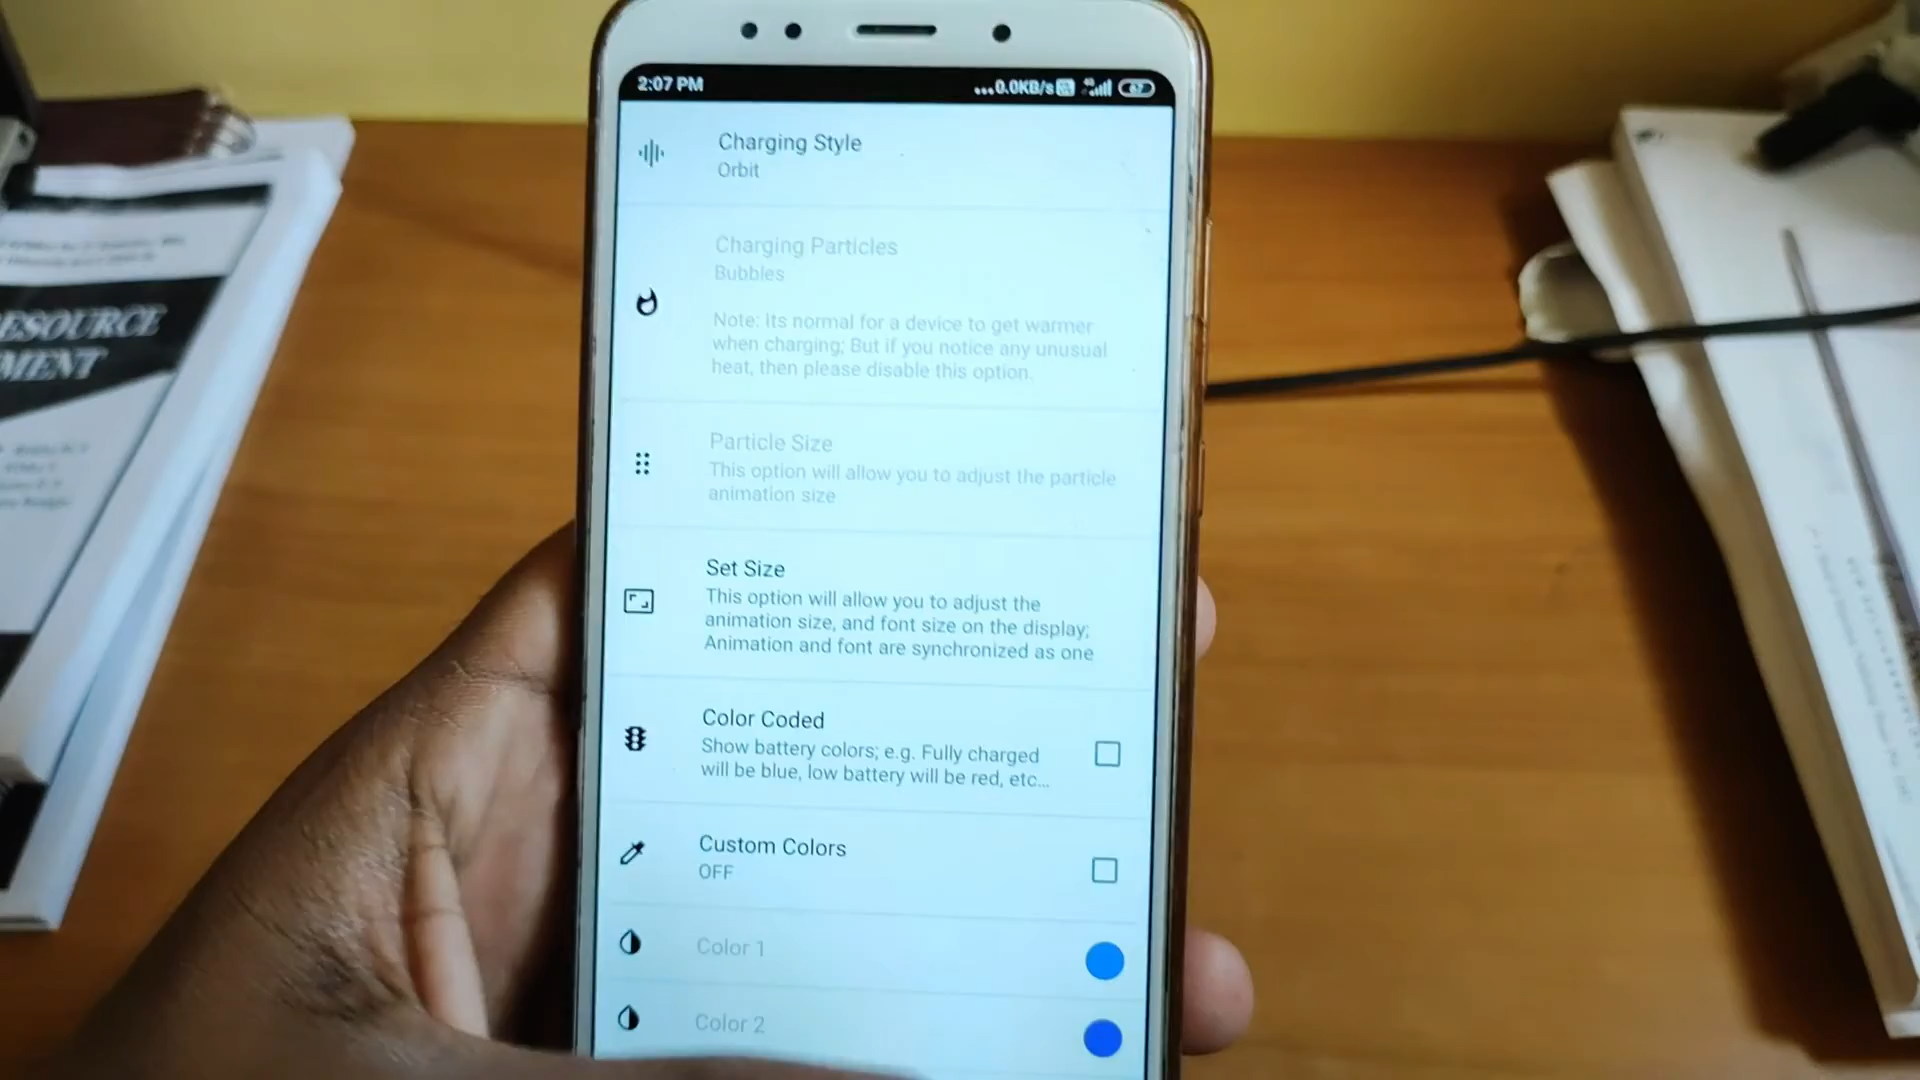 2:07 PM
...0.0KB/s
4G
67
Charging Style
Orbit
Charging Particles
Bubbles
Note: Its normal for a device to get warmer
when charging; But if you notice any unusual
heat, then please disable this option.
Particle Size
This option will allow you to adjust the particle
animation size
Set Size
This option will allow you to adjust the
animation size, and font size on the display;
Animation and font are synchronized as one
Color Coded
Show battery colors; e.g. Fully charged
will be blue, low battery will be red, etc...
Custom Colors
OFF
Color 1
Color 2
ESOURCE
MENT